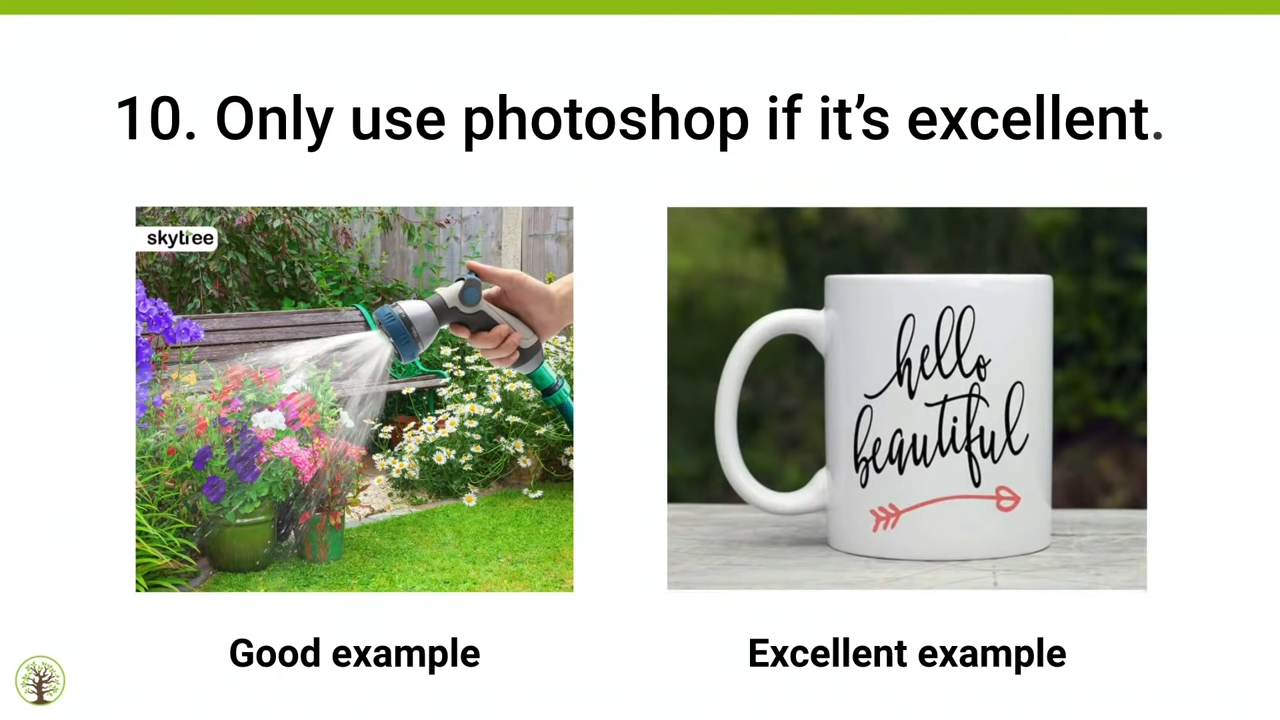 10. Only use photoshop if it’s excellent.
skytree
hello
beautiful
Good example
Excellent example